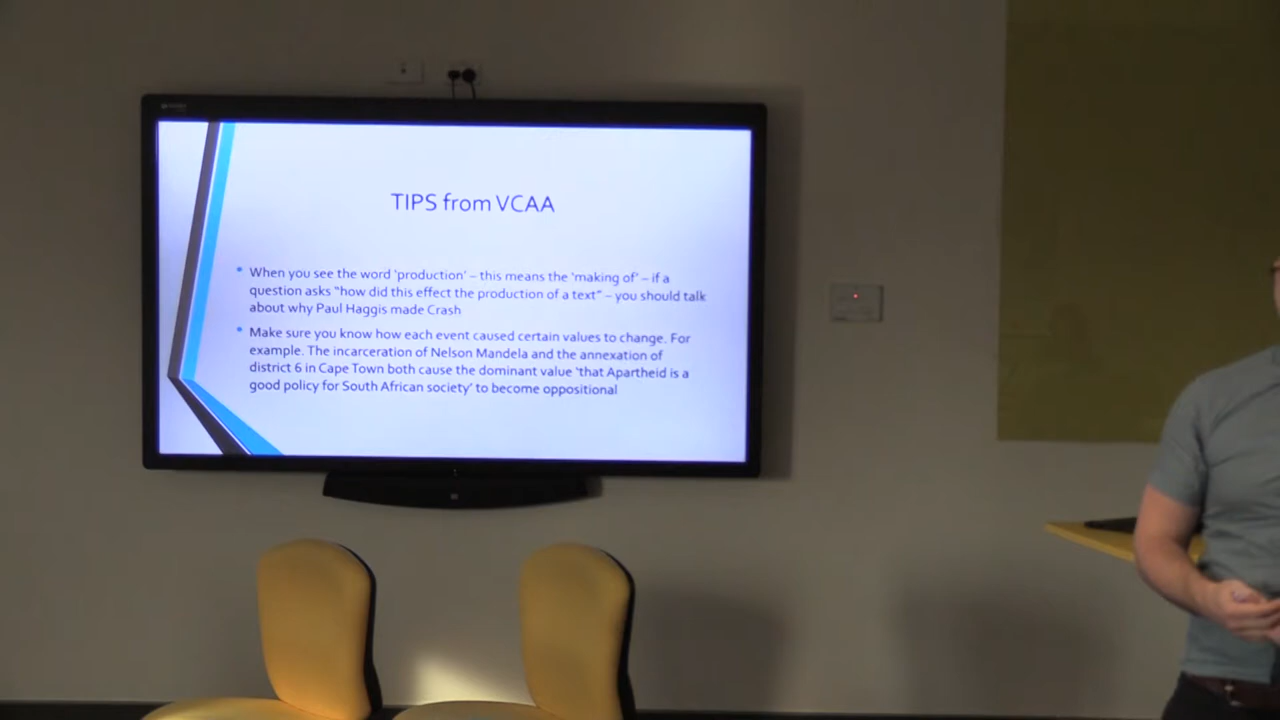 TIPS from VCAA
• When you see the word ‘production’ – this means the ‘making of’ – if a
question asks “how did this effect the production of a text” – you should talk
about why Paul Haggis made Crash
• Make sure you know how each event caused certain values to change. For
example. The incarceration of Nelson Mandela and the annexation of
district 6 in Cape Town both cause the dominant value ‘that Apartheid is a
good policy for South African society’ to become oppositional